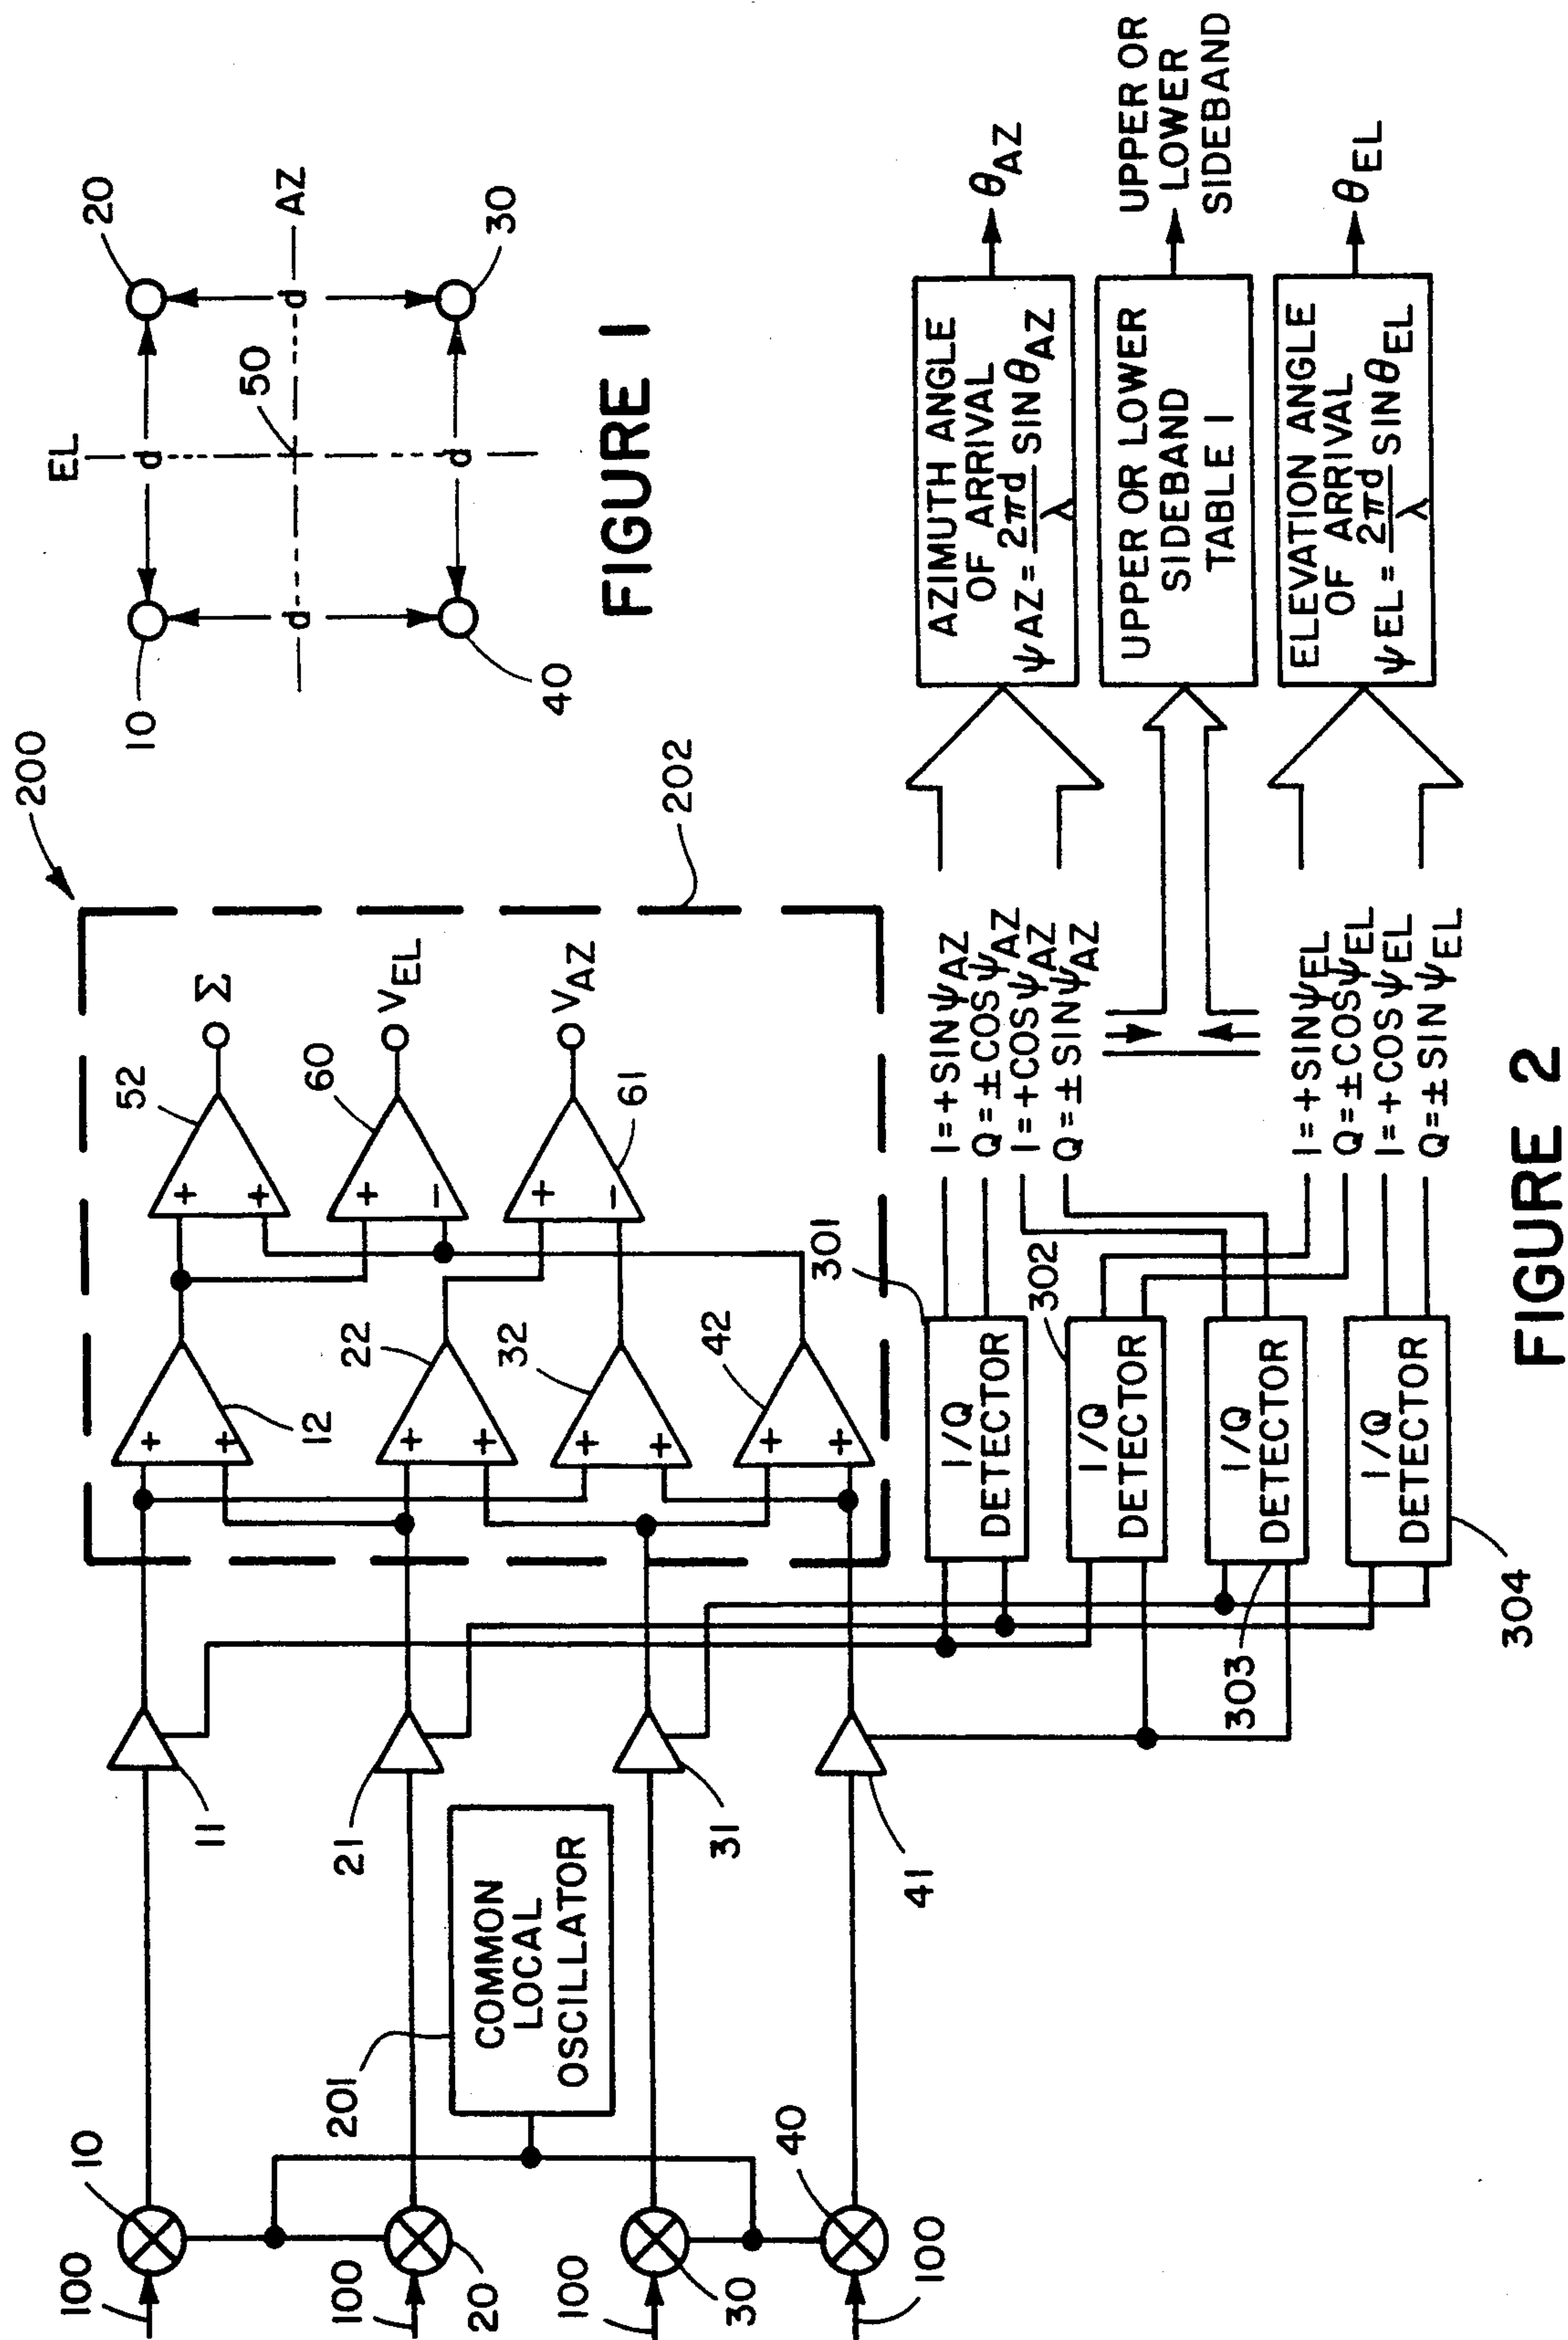 EL
10
20
d
50
d
d
AZ
d
40
30
FIGURE 1
200
202
100
10
11
12
52
Σ
100
20
21
22
60
V EL
201
COMMON
LOCAL
OSCILLATOR
100
30
31
32
61
V AZ
100
40
41
42
+
+
+
+
+
+
+
+
+
+
+
−
+
−
301
I/Q
DETECTOR
302
I/Q
DETECTOR
303
I/Q
DETECTOR
304
I/Q
DETECTOR
I=+SIN ψAZ
Q=±COS ψAZ
I=+COS ψAZ
Q=±SIN ψAZ
I=+SIN ψEL
Q=±COS ψEL
I=+COS ψEL
Q=±SIN ψEL
AZIMUTH ANGLE
OF ARRIVAL
ψAZ = 2πd/λ SIN θAZ
θAZ
UPPER OR LOWER
SIDEBAND
TABLE 1
UPPER OR
LOWER
SIDEBAND
ELEVATION ANGLE
OF ARRIVAL
ψEL = 2πd/λ SIN θEL
θEL
FIGURE 2